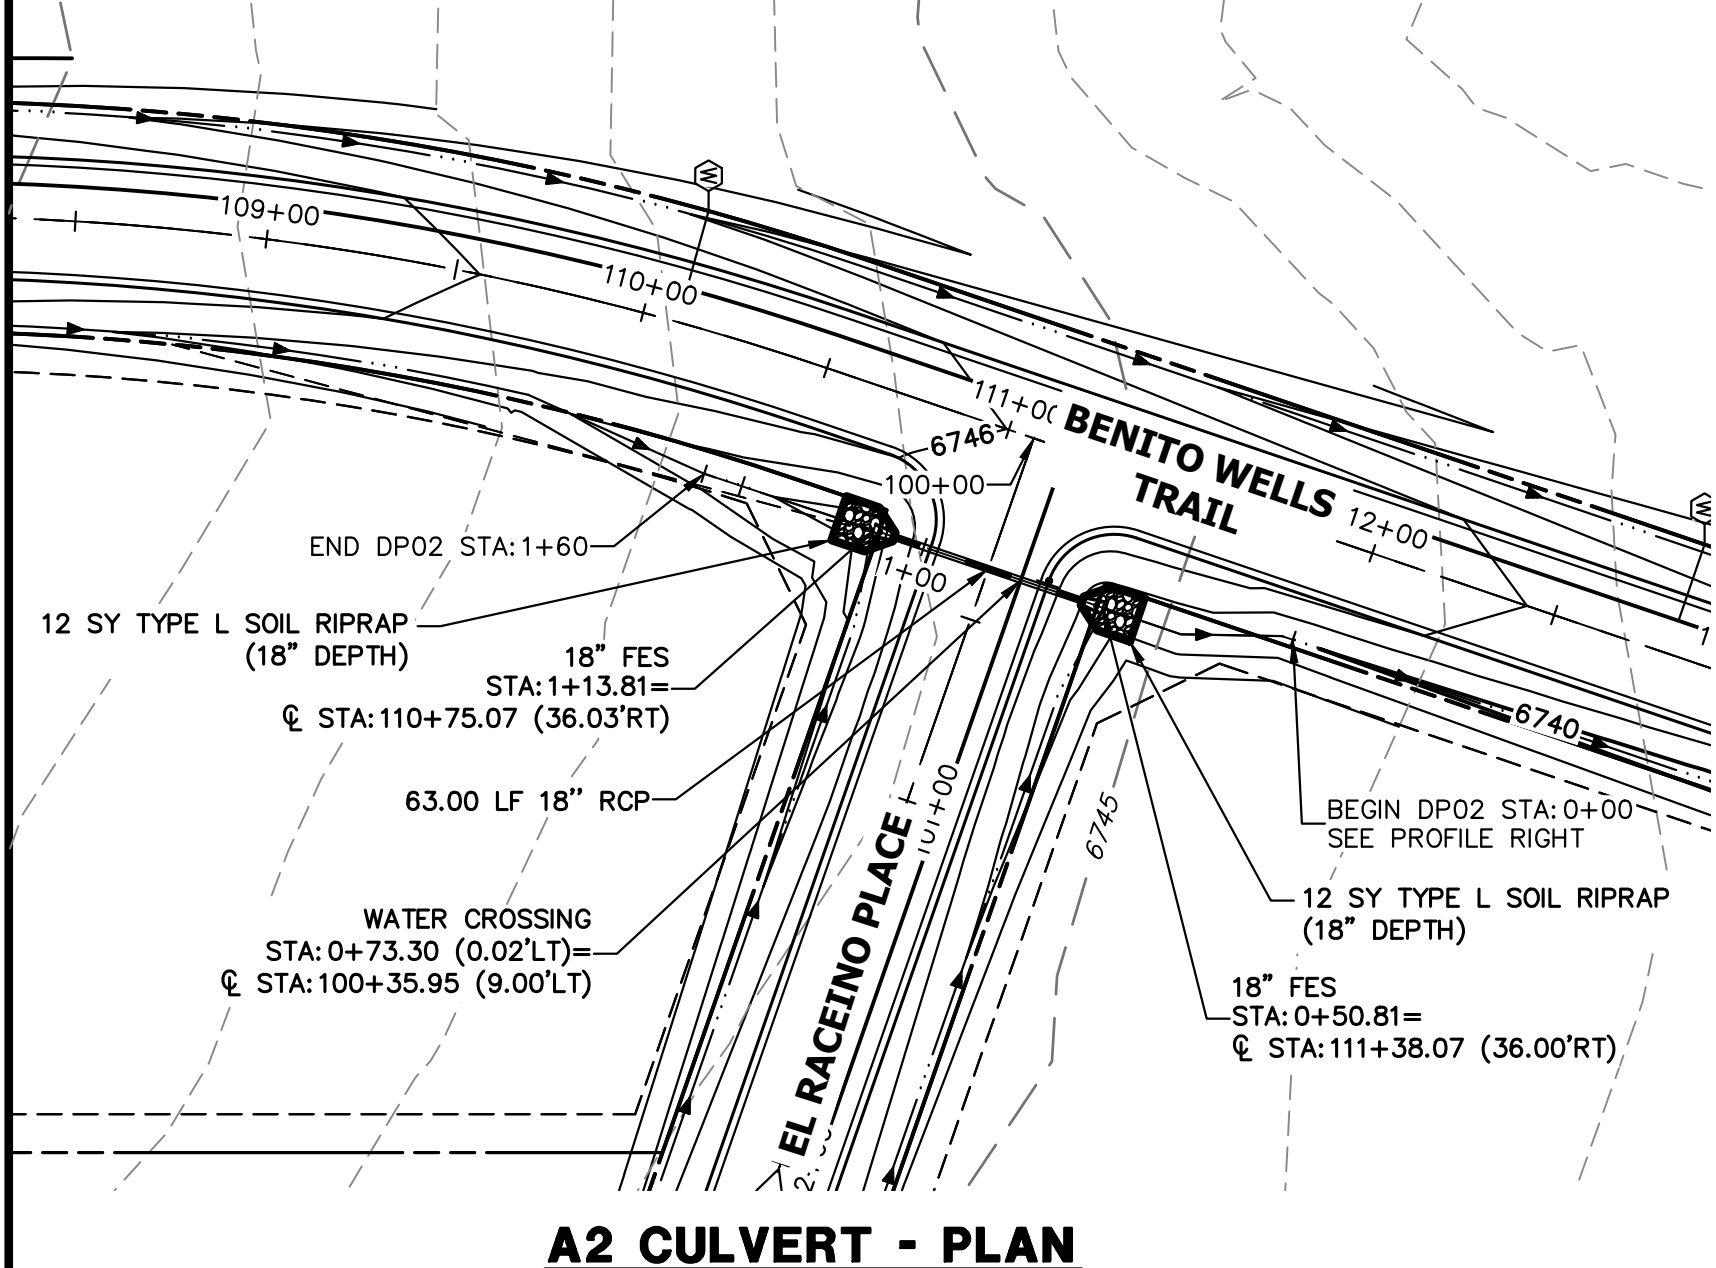 109+00
110+00
111+00
6746
100+00
BENITO WELLS
TRAIL
12+00
END DP02 STA:1+60
1+00
12 SY TYPE L SOIL RIPRAP
(18" DEPTH)
18" FES
STA:1+13.81=
℄ STA:110+75.07 (36.03'RT)
63.00 LF 18" RCP
WATER CROSSING
STA:0+73.30 (0.02'LT)=
℄ STA:100+35.95 (9.00'LT)
EL RACEINO PLACE
101+00
6745
6740
BEGIN DP02 STA:0+00
SEE PROFILE RIGHT
12 SY TYPE L SOIL RIPRAP
(18" DEPTH)
18" FES
STA:0+50.81=
℄ STA:111+38.07 (36.00'RT)
W
W
A2 CULVERT - PLAN